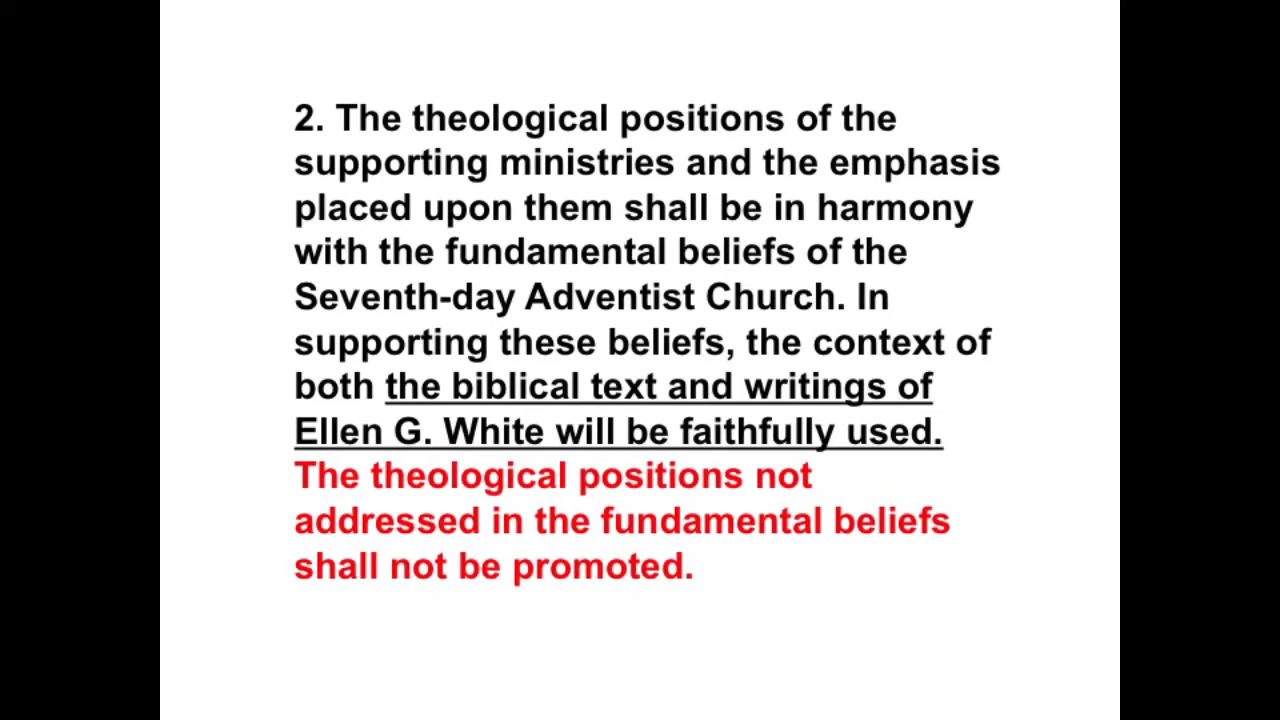 2. The theological positions of the
supporting ministries and the emphasis
placed upon them shall be in harmony
with the fundamental beliefs of the
Seventh-day Adventist Church. In
supporting these beliefs, the context of
both the biblical text and writings of
Ellen G. White will be faithfully used.
The theological positions not
addressed in the fundamental beliefs
shall not be promoted.